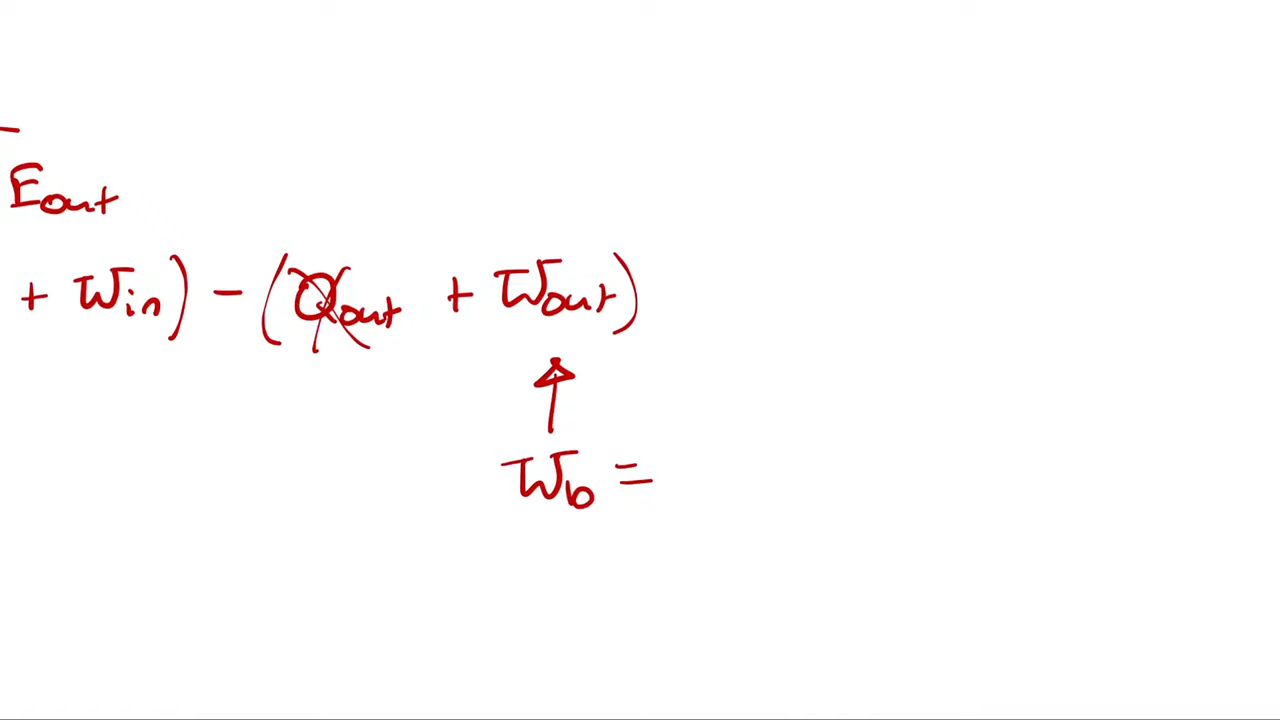 Eout
+ Win) - (Qout + Wout)
Wb =